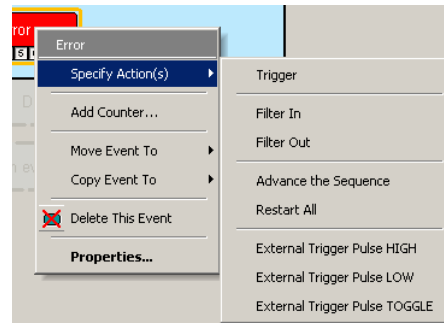 Error
Specify Action(s)
Add Counter...
Move Event To
Copy Event To
Delete This Event
Properties...
Trigger
Filter In
Filter Out
Advance the Sequence
Restart All
External Trigger Pulse HIGH
External Trigger Pulse LOW
External Trigger Pulse TOGGLE